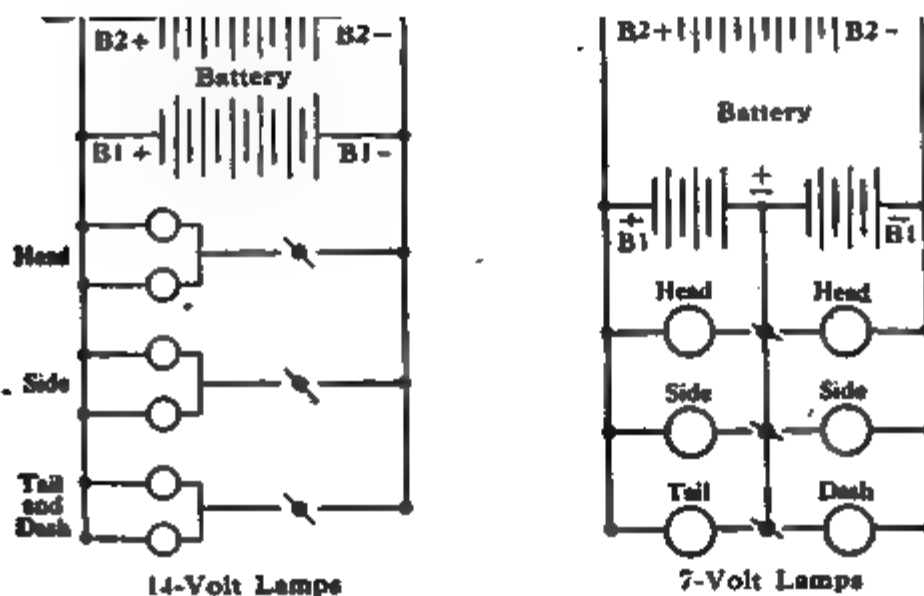 B2+ B2-
Battery
B1+ B1-
Head
Side
Tail
and
Dash
14-Volt Lamps
B2+ B2-
Battery
±
+ -
B1 B1
Head Head
Side Side
Tail Dash
7-Volt Lamps